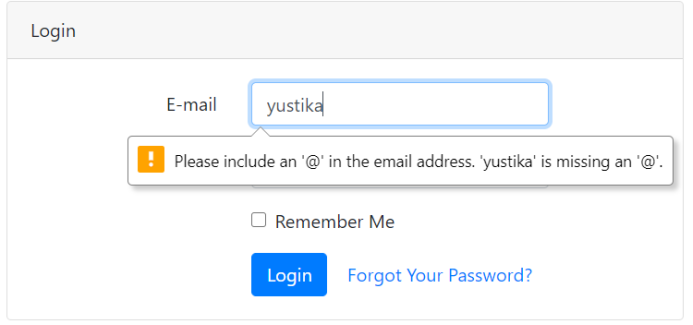 Login
E-mail
yustika
! Please include an '@' in the email address. 'yustika' is missing an '@'.
Remember Me
Login Forgot Your Password?